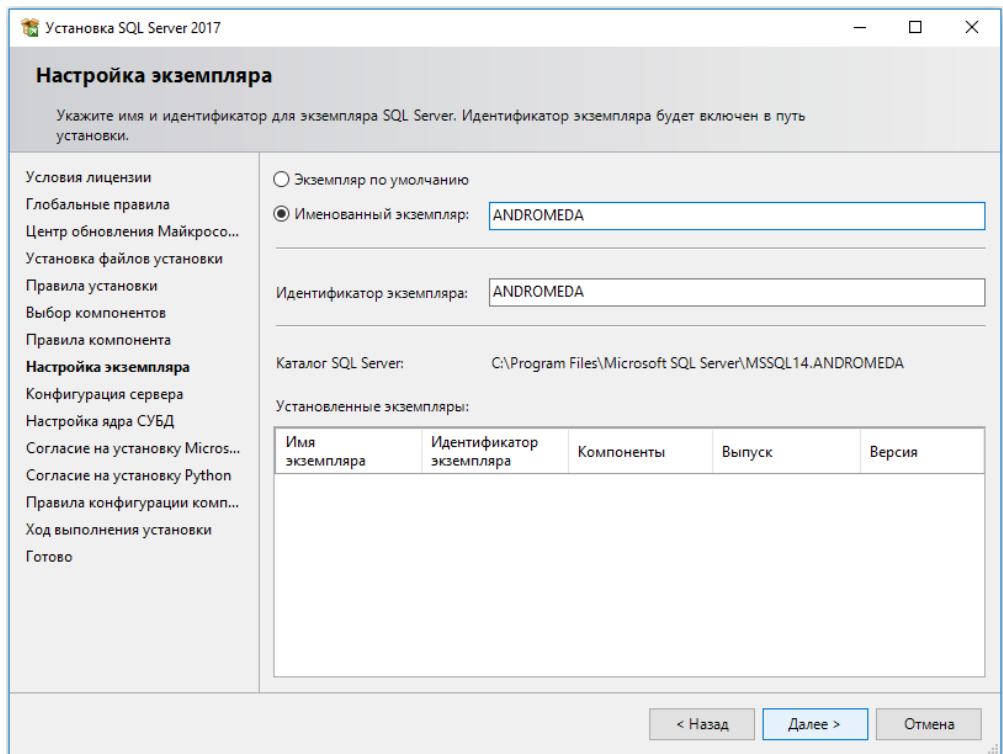 Установка SQL Server 2017
Настройка экземпляра
Укажите имя и идентификатор для экземпляра SQL Server. Идентификатор экземпляра будет включен в путь
установки.
Условия лицензии
Глобальные правила
Центр обновления Майкросо...
Установка файлов установки
Правила установки
Выбор компонентов
Правила компонента
Настройка экземпляра
Конфигурация сервера
Настройка ядра СУБД
Согласие на установку Micros...
Согласие на установку Python
Правила конфигурации комп...
Ход выполнения установки
Готово
Экземпляр по умолчанию
Именованный экземпляр: ANDROMEDA
Идентификатор экземпляра: ANDROMEDA
Каталог SQL Server: C:\Program Files\Microsoft SQL Server\MSSQL14.ANDROMEDA
Установленные экземпляры:
Имя экземпляра Идентификатор экземпляра Компоненты Выпуск Версия
< Назад Далее > Отмена